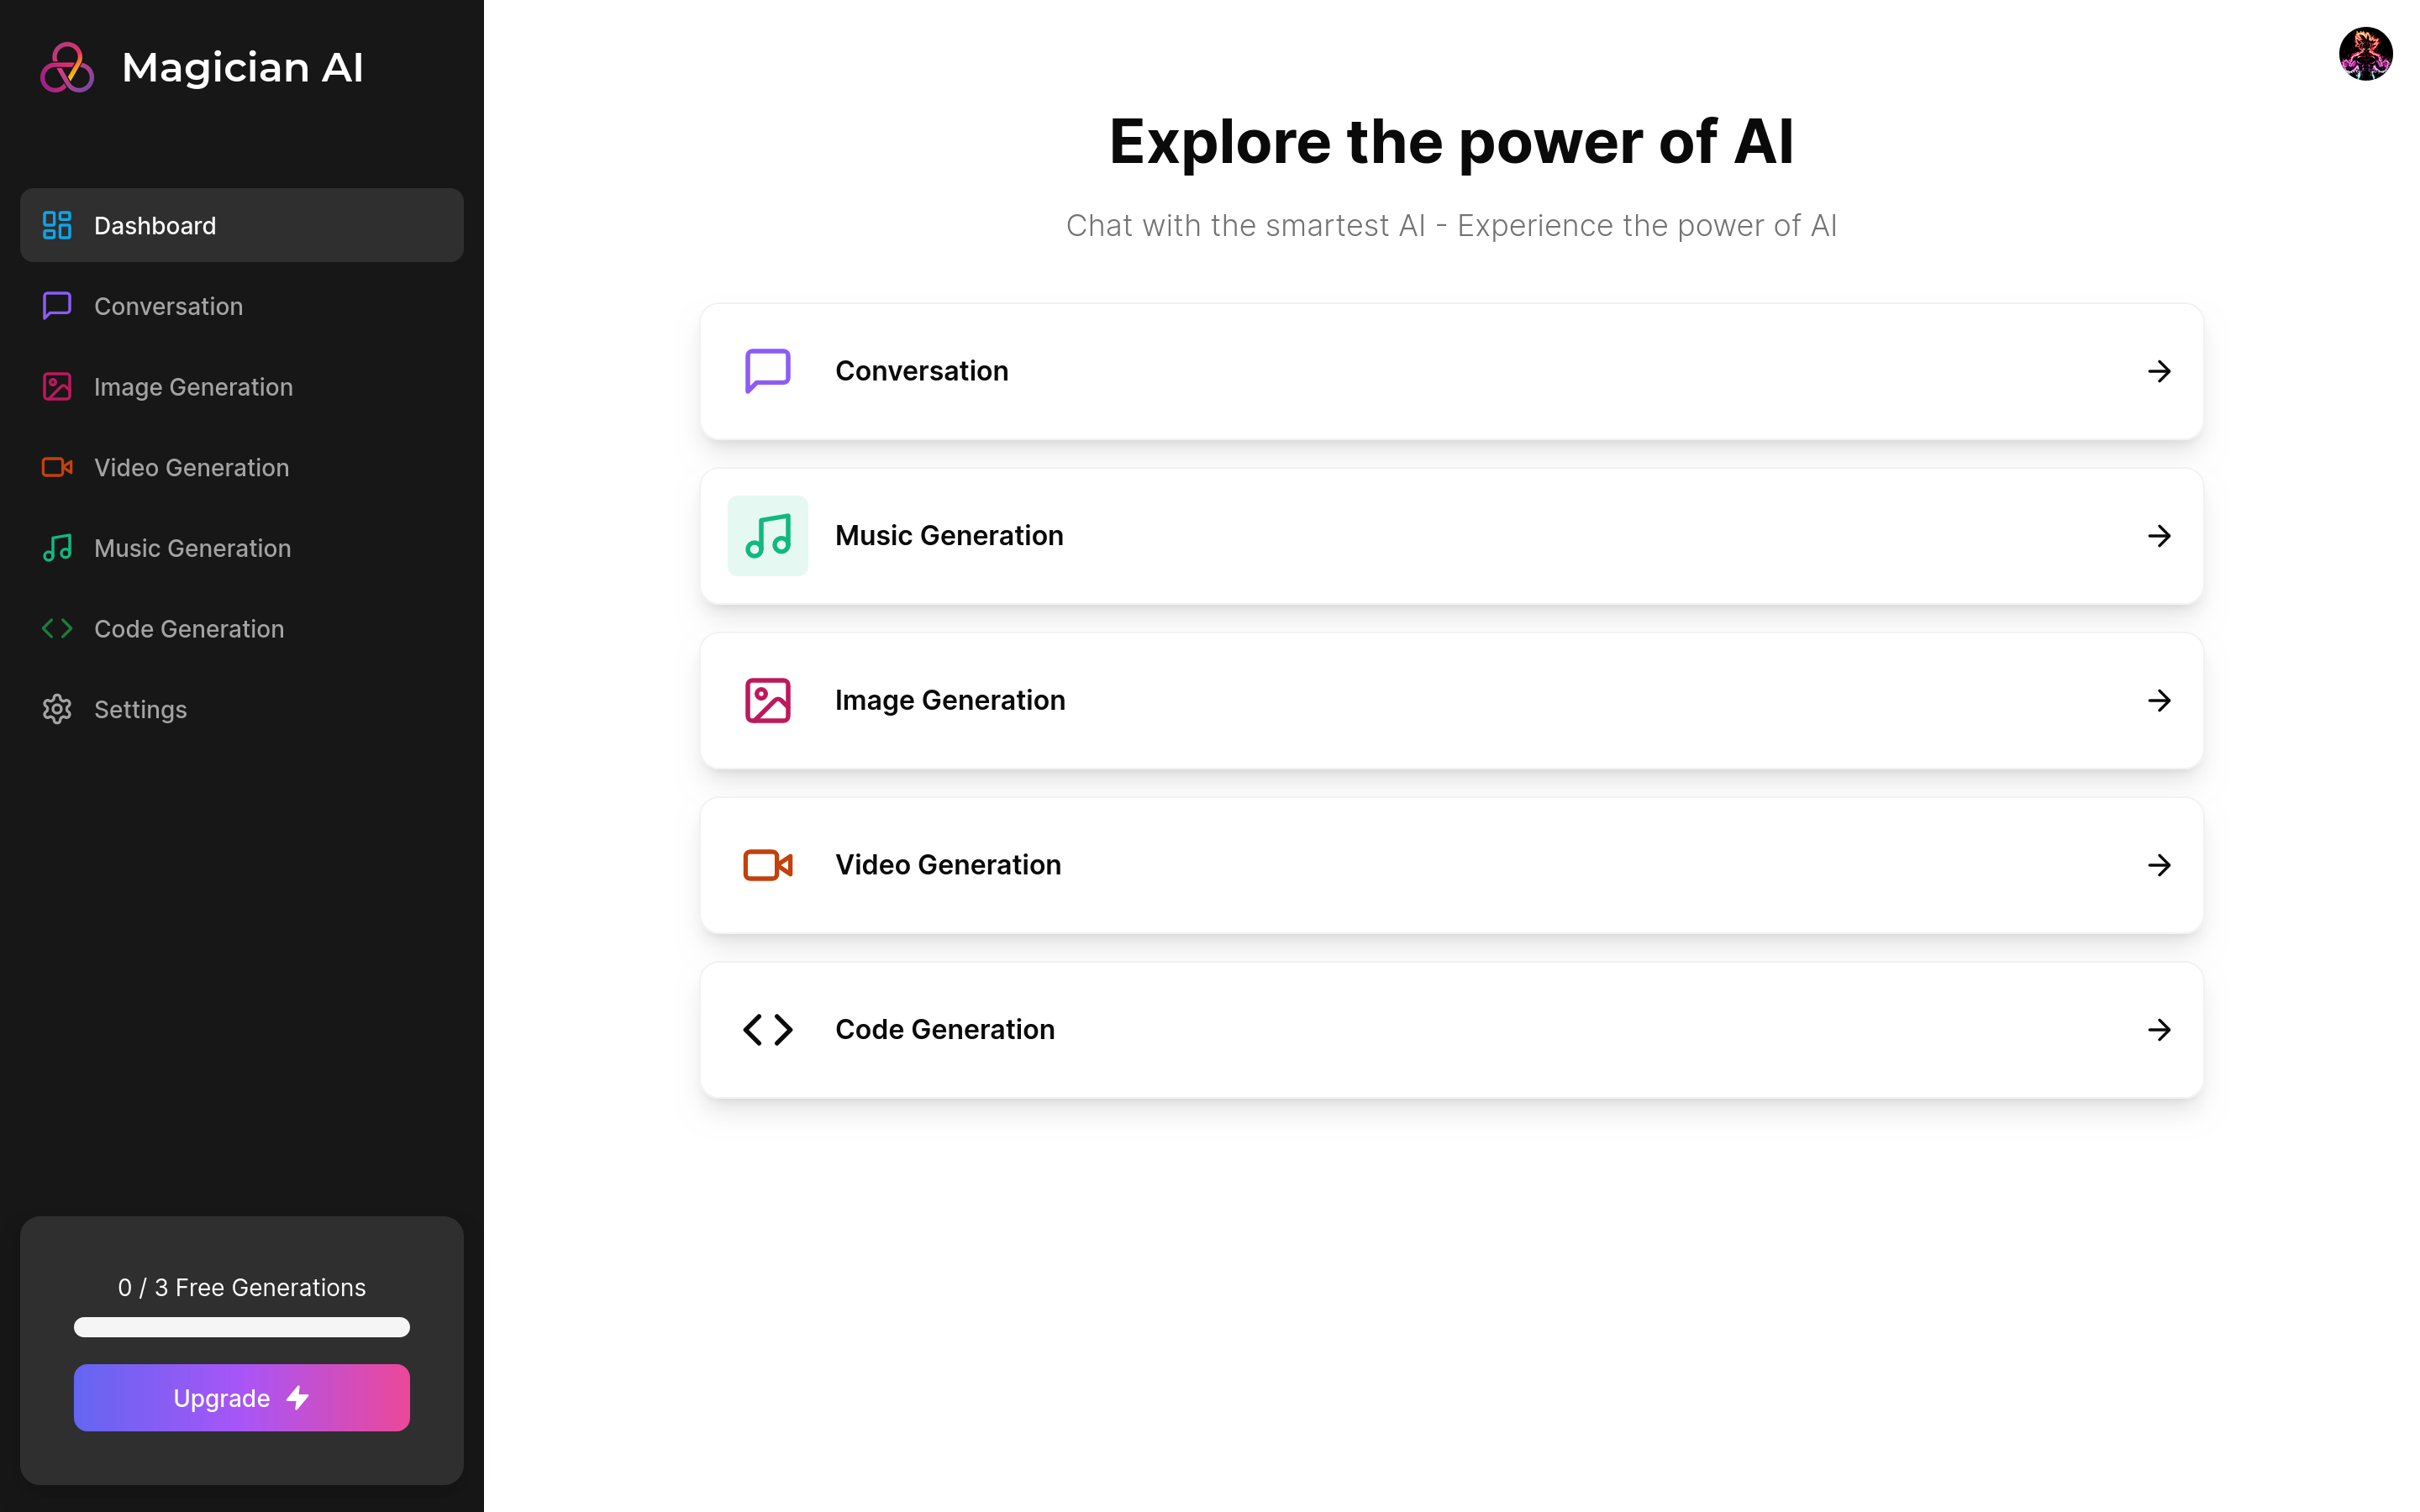 Magician AI
Dashboard
Conversation
Image Generation
Video Generation
Music Generation
Code Generation
Settings
0 / 3 Free Generations
Upgrade
Explore the power of AI
Chat with the smartest AI - Experience the power of AI
Conversation
Music Generation
Image Generation
Video Generation
Code Generation